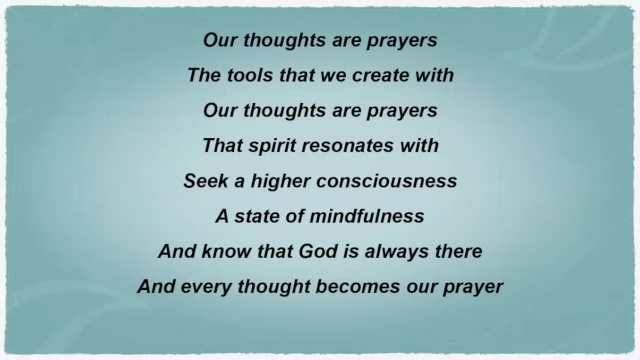 Our thoughts are prayers
The tools that we create with
Our thoughts are prayers
That spirit resonates with
Seek a higher consciousness
A state of mindfulness
And know that God is always there
And every thought becomes our prayer